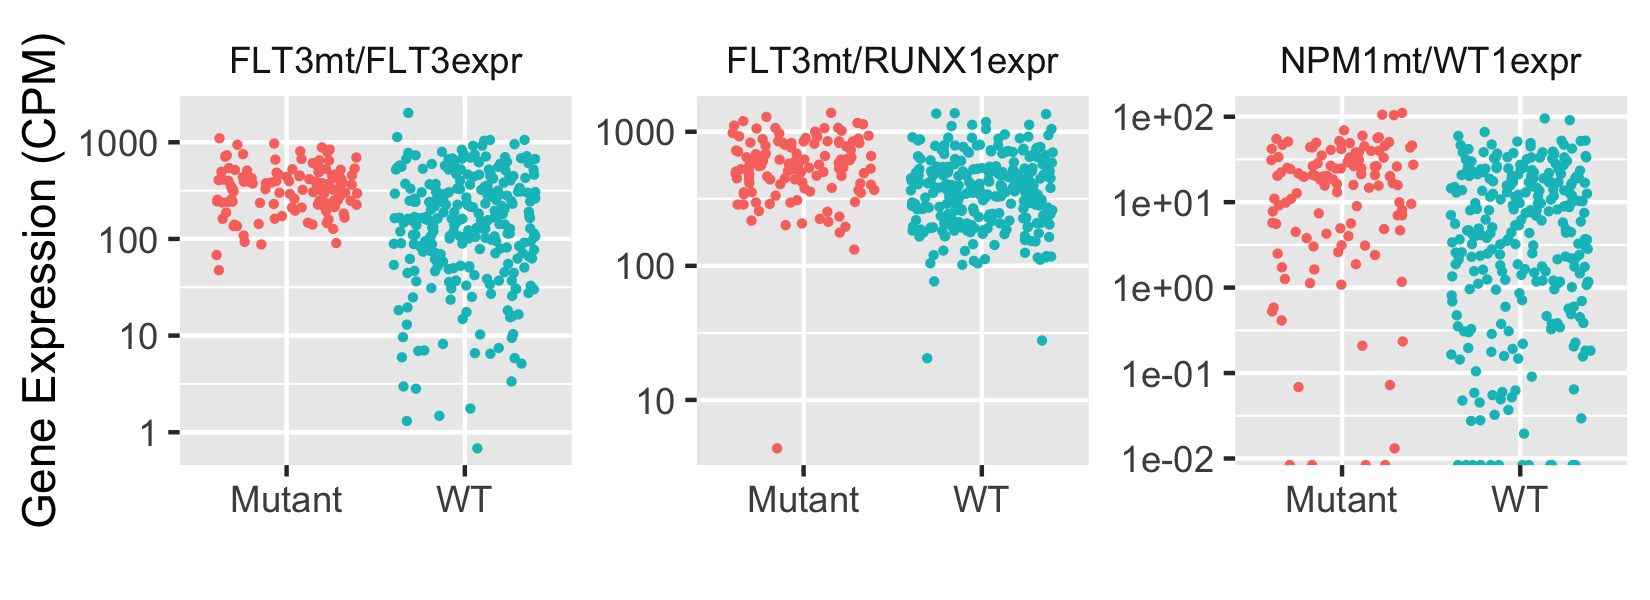 Gene Expression (CPM)
FLT3mt/FLT3expr
1000
100
10
1
Mutant
WT
FLT3mt/RUNX1expr
1000
100
10
Mutant
WT
NPM1mt/WT1expr
1e+02
1e+01
1e+00
1e-01
1e-02
Mutant
WT